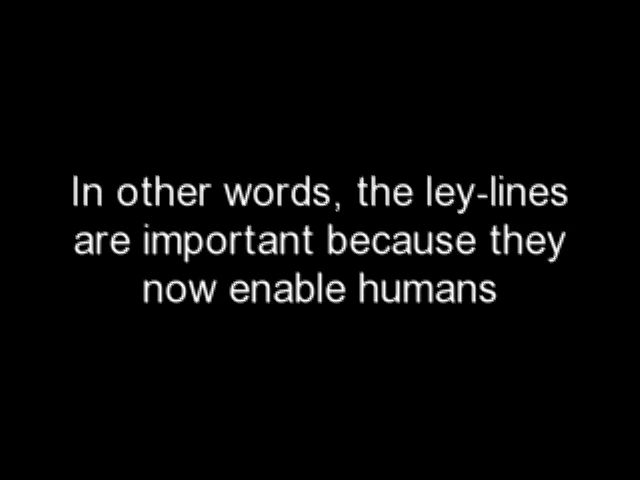 In other words, the ley-lines
are important because they
now enable humans